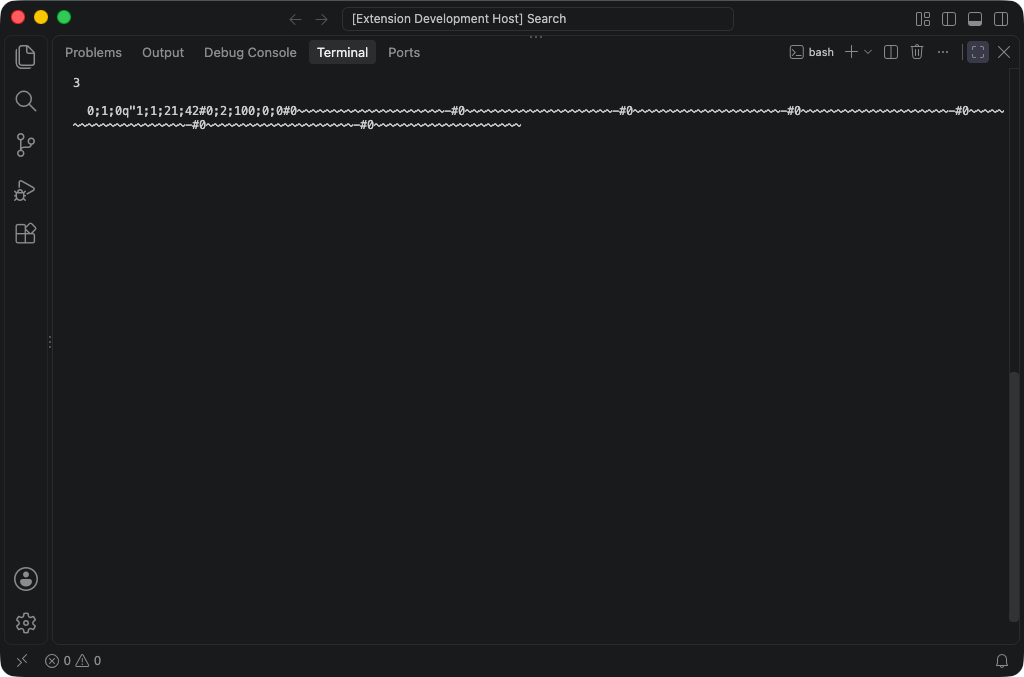 [Extension Development Host] Search
Problems Output Debug Console Terminal Ports bash
3
0;1;0q"1;1;21;42#0;2;100;0;0#0~~~~~~~~~~~~~~~~~~~~~-#0~~~~~~~~~~~~~~~~~~~~~-#0~~~~~~~~~~~~~~~~~~~~~-#0~~~~~~~~~~~~~~~~~~~~~-#0~~~~~
~~~~~~~~~~~~~~~~-#0~~~~~~~~~~~~~~~~~~~~~-#0~~~~~~~~~~~~~~~~~~~~~
0 0